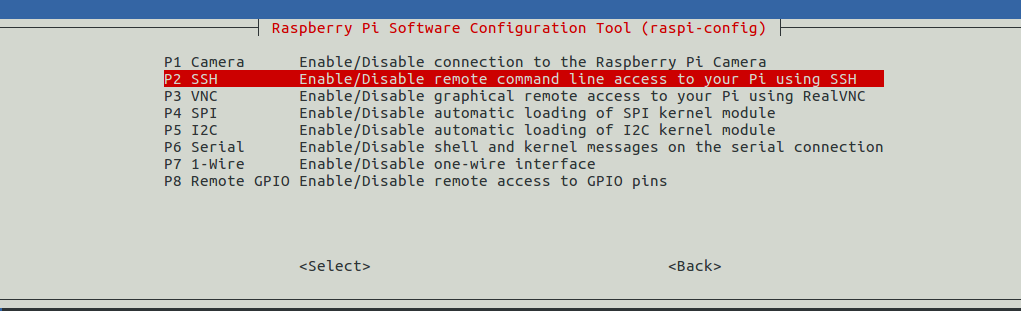 Raspberry Pi Software Configuration Tool (raspi-config)
P1 Camera Enable/Disable connection to the Raspberry Pi Camera
P2 SSH Enable/Disable remote command line access to your Pi using SSH
P3 VNC Enable/Disable graphical remote access to your Pi using RealVNC
P4 SPI Enable/Disable automatic loading of SPI kernel module
P5 I2C Enable/Disable automatic loading of I2C kernel module
P6 Serial Enable/Disable shell and kernel messages on the serial connection
P7 1-Wire Enable/Disable one-wire interface
P8 Remote GPIO Enable/Disable remote access to GPIO pins
<Select> <Back>